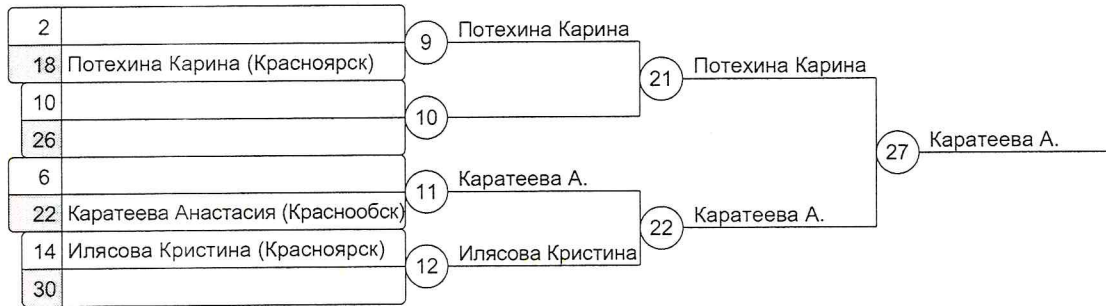 2
18 Потехина Карина (Красноярск)
9
Потехина Карина
10
26
10
21
Потехина Карина
6
22 Каратеева Анастасия (Краснообск)
11
Каратеева А.
14 Илясова Кристина (Красноярск)
30
12
Илясова Кристина
22
Каратеева А.
27
Каратеева А.